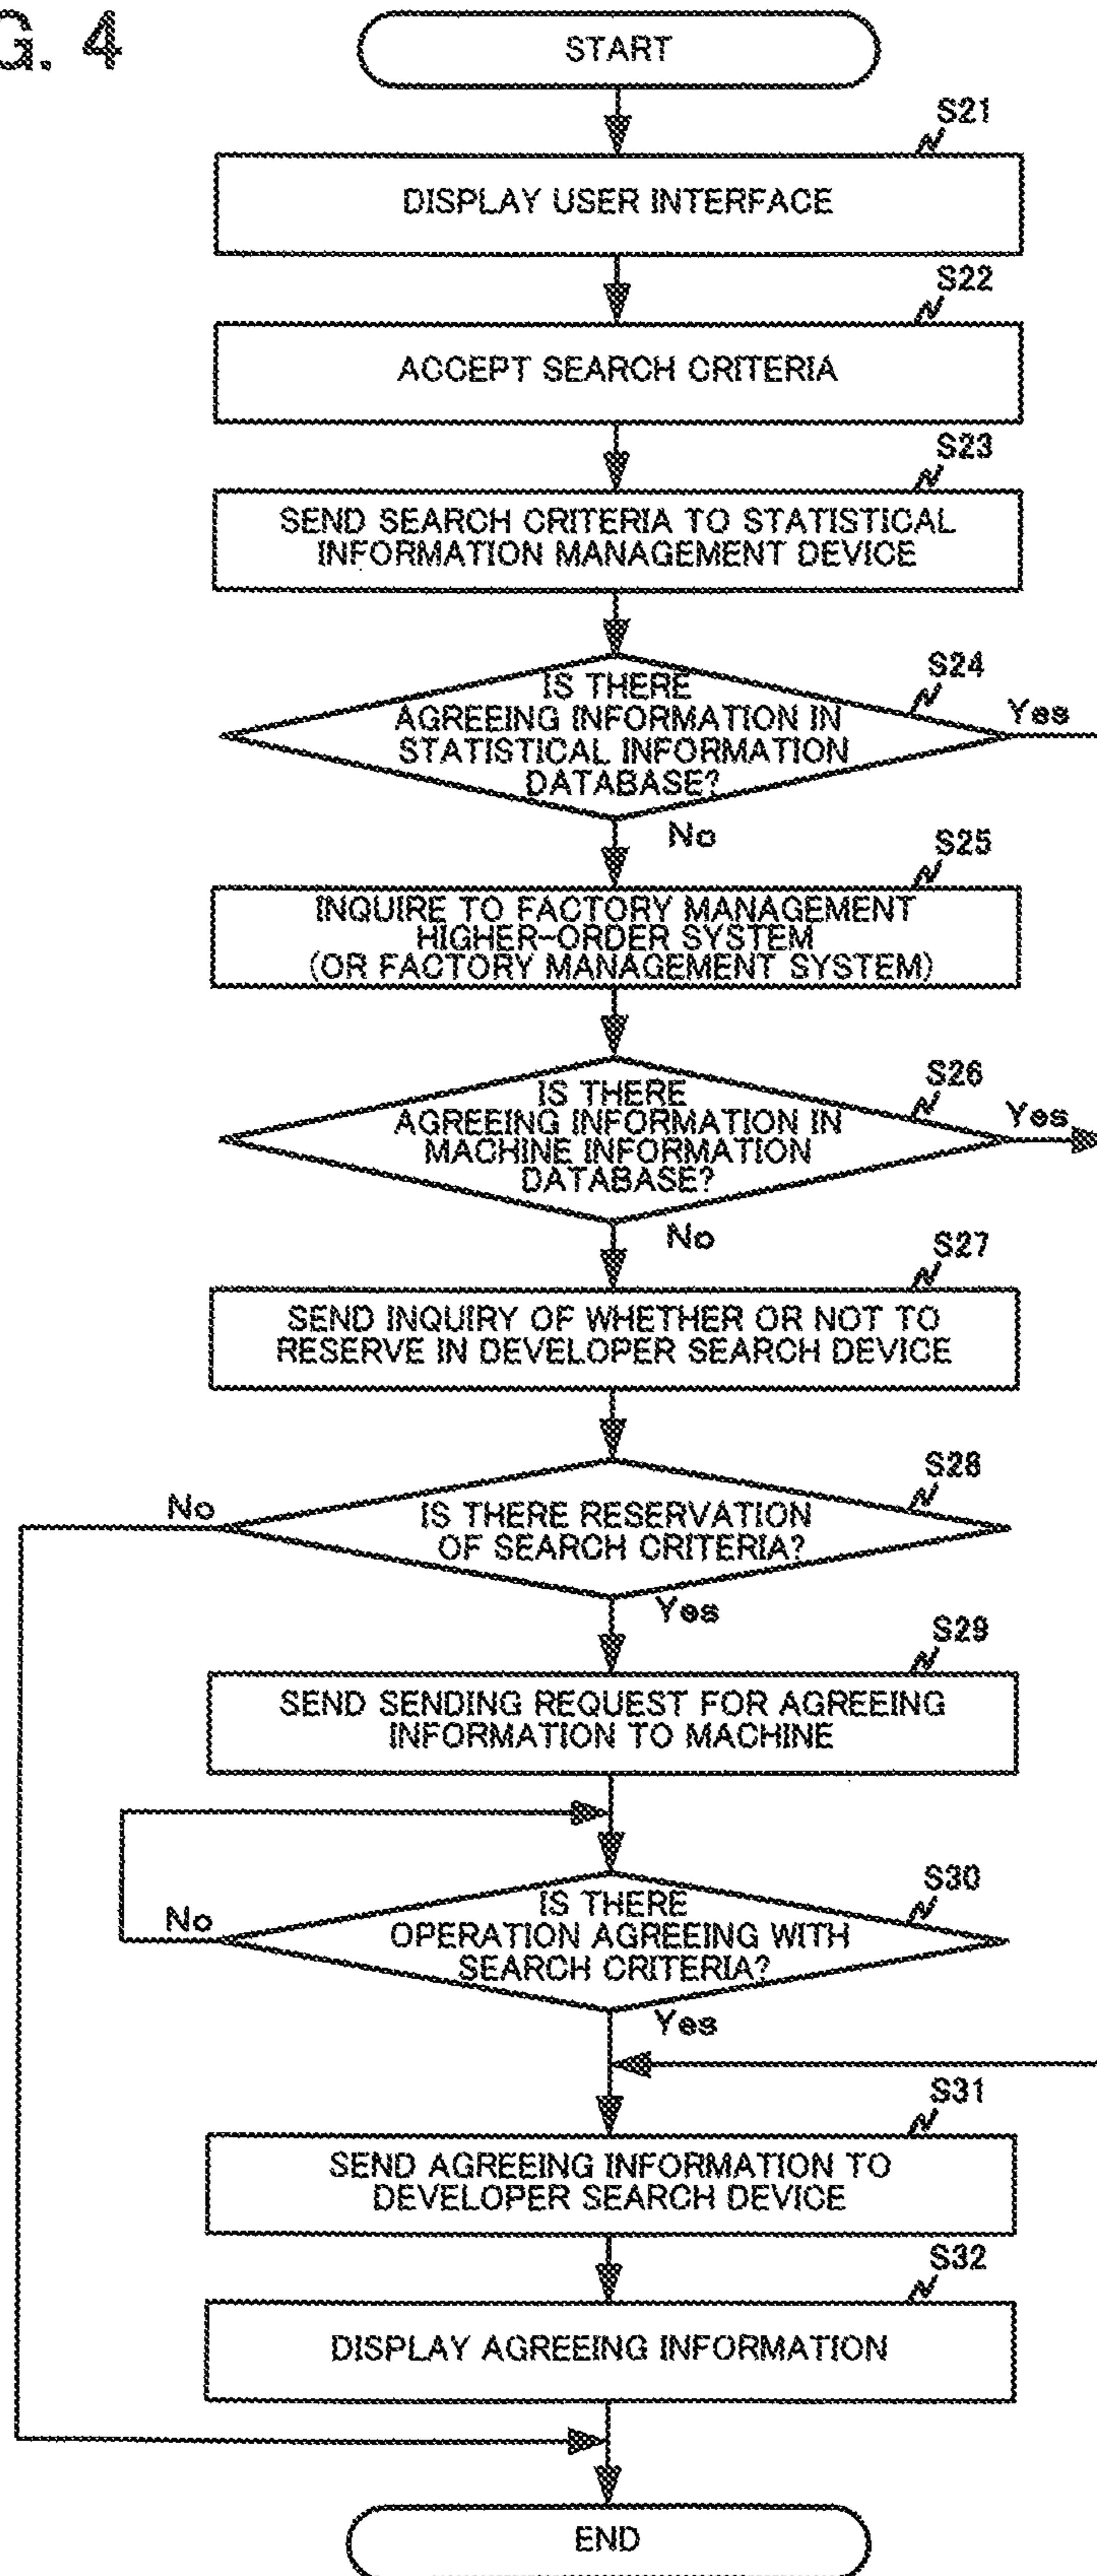 G. 4
START
S21
DISPLAY USER INTERFACE
S22
ACCEPT SEARCH CRITERIA
S23
SEND SEARCH CRITERIA TO STATISTICAL
INFORMATION MANAGEMENT DEVICE
S24
IS THERE
AGREEING INFORMATION IN
STATISTICAL INFORMATION
DATABASE?
Yes
No
S25
INQUIRE TO FACTORY MANAGEMENT
HIGHER-ORDER SYSTEM
(OR FACTORY MANAGEMENT SYSTEM)
S26
IS THERE
AGREEING INFORMATION IN
MACHINE INFORMATION
DATABASE?
Yes
No
S27
SEND INQUIRY OF WHETHER OR NOT TO
RESERVE IN DEVELOPER SEARCH DEVICE
S28
No
IS THERE RESERVATION
OF SEARCH CRITERIA?
Yes
S29
SEND SENDING REQUEST FOR AGREEING
INFORMATION TO MACHINE
S30
No
IS THERE
OPERATION AGREEING WITH
SEARCH CRITERIA?
Yes
S31
SEND AGREEING INFORMATION TO
DEVELOPER SEARCH DEVICE
S32
DISPLAY AGREEING INFORMATION
END